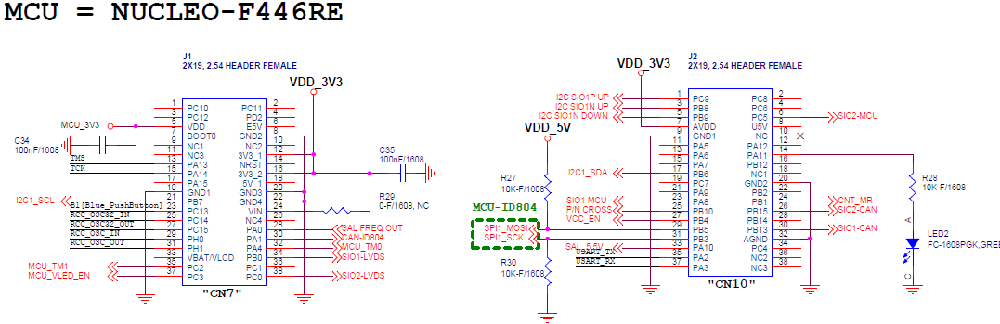 MCU = NUCLEO-F446RE
J1
2X19, 2.54 HEADER FEMALE
VDD_3V3
1 PC10 PC11 2
3 PC12 PD2 4
5 VDD E5V 6
7 BOOT0 GND2 8
9 NC1 NC2 10
11 NC3 3V3_1 12
13 PA13 NRST 14
15 PA14 3V3_2 16
17 PA15 5V_1 18
19 GND1 GND3 20
21 PB7 GND4 22
23 PC13 VIN 24
25 PC14 NC4 26
27 PC15 PA0 28
29 PH0 PA1 30
31 PH1 PA4 32
33 VBAT/VLCD PB0 34
35 PC2 PC1 36
37 PC3 PC0 38
MCU_3V3
C34
100nF/1608
TMS
TCK
I2C1_SCL
B1[Blue_PushButton]
RCC_OSC32_IN
RCC_OSC32_OUT
RCC_OSC_IN
RCC_OSC_OUT
MCU_TM1
MCU_VLED_EN
C35
100nF/1608
R29
0-F/1608, NC
SAL FREQ OUT
CAN-ID804
MCU_TM0
SIO1-LVDS
SIO2-LVDS
"CN7"
J2
2X19, 2.54 HEADER FEMALE
VDD_3V3
I2C SIO1P UP
I2C SIO1N UP
I2C SIO1N DOWN
VDD_5V
R27
10K-F/1608
I2C1_SDA
SIO1-MCU
P/N CROSS
VCC_EN
MCU-ID804
SPI1_MOSI
SPI1_SCK
SAL_5.5V
USART_TX
USART_RX
R30
10K-F/1608
1 PC9 PC8 2
3 PB8 PC6 4
5 PB9 PC5 6
7 AVDD U5V 8
9 GND1 NC 10
11 PA5 PA12 12
13 PA6 PA11 14
15 PA7 PB12 16
17 PB6 NC1 18
19 PC7 GND2 20
21 PA9 PB2 22
23 PA8 PB1 24
25 PB10 PB15 26
27 PB4 PB14 28
29 PB5 PB13 30
31 PB3 AGND 32
33 PA10 PC4 34
35 PA2 NC2 36
37 PA3 NC3 38
SIO2-MCU
CNT_MR
SIO1-CAN
R28
10K-F/1608
A
LED2
FC-1608PGK,GRE
C
"CN10"